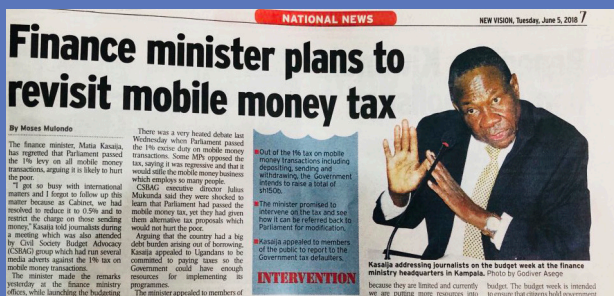 NATIONAL NEWS
NEW VISION, Tuesday, June 5, 2018 7
Finance minister plans to
revisit mobile money tax
By Moses Mulondo
The finance minister, Matia Kasaija,
has regretted that Parliament passed
the 1% levy on all mobile money
transactions, arguing it is likely to hurt
the poor.
"I got so busy with international
maters and I forgot to follow up this
matter because as Cabinet, we had
resolved to reduce it to 0.5% and to
restrict the charge on those sending
money," Kasaija told journalists during
a meeting which was also attended
by Civil Society Budget Advocacy
(CSBAG) group which had run several
media adverts against the 1% tax on
mobile money transactions.
The minister made the remarks
yesterday at the finance ministry
offices, while launching the budgeting
There was a very heated debate last
Wednesday when Parliament passed
the 1% excise duty on mobile money
transactions. Some MPs opposed the
tax, saying it was regressive and that it
would stifle the mobile money business
which employs so many people.
CSBAG executive director Julius
Mukunda said they were shocked to
learn the Parliament had passed the
mobile money tax, yet they had given
them alternative tax proposals which
would not hurt the poor.
Arguing that the country had a big
debt burden arising out of borrowing,
Kasaija appealed to Ugandans to be
committed to paying taxes so the
Government could have enough
resources for implementing its
programmes.
The minister appealed to members of
Out of the 1% tax on mobile
money transactions including
depositing, sending and
withdrawing, the Government
intends to raise a total of
sh150b.
The minister promised to
intervene on the tax and see
how it can be referred back to
Parliament for modification.
Kasaija appealed to members
of the public to report to the
Government tax defaulters.
INTERVENTION
Kasaija addressing journalists on the budget week at the finance
ministry headquarters in Kampala. Photo by Godiver Asege
because they are limited and currently
we are putting more resources into
budget. The budget week is intended
to ensure that citizens hold government